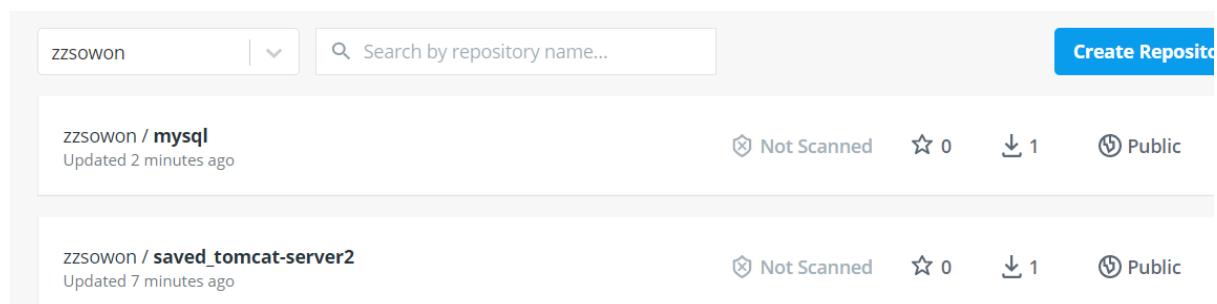 zzsowon
Search by repository name...
Create Reposito
zzsowon / mysql
Updated 2 minutes ago
Not Scanned
0
1
Public
zzsowon / saved_tomcat-server2
Updated 7 minutes ago
Not Scanned
0
1
Public